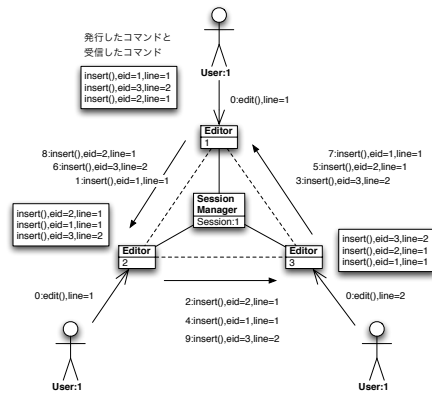 発行したコマンドと
受信したコマンド
insert(),eid=1,line=1
insert(),eid=3,line=2
insert(),eid=2,line=1
User:1
0:edit(),line=1
Editor
1
8:insert(),eid=2,line=1
6:insert(),eid=3,line=2
1:insert(),eid=1,line=1
7:insert(),eid=1,line=1
5:insert(),eid=2,line=1
3:insert(),eid=3,line=2
Session
Manager
Session:1
insert(),eid=2,line=1
insert(),eid=1,line=1
insert(),eid=3,line=2
Editor
2
Editor
3
insert(),eid=3,line=2
insert(),eid=2,line=1
insert(),eid=1,line=1
0:edit(),line=1
2:insert(),eid=2,line=1
4:insert(),eid=1,line=1
9:insert(),eid=3,line=2
0:edit(),line=2
User:1
User:1